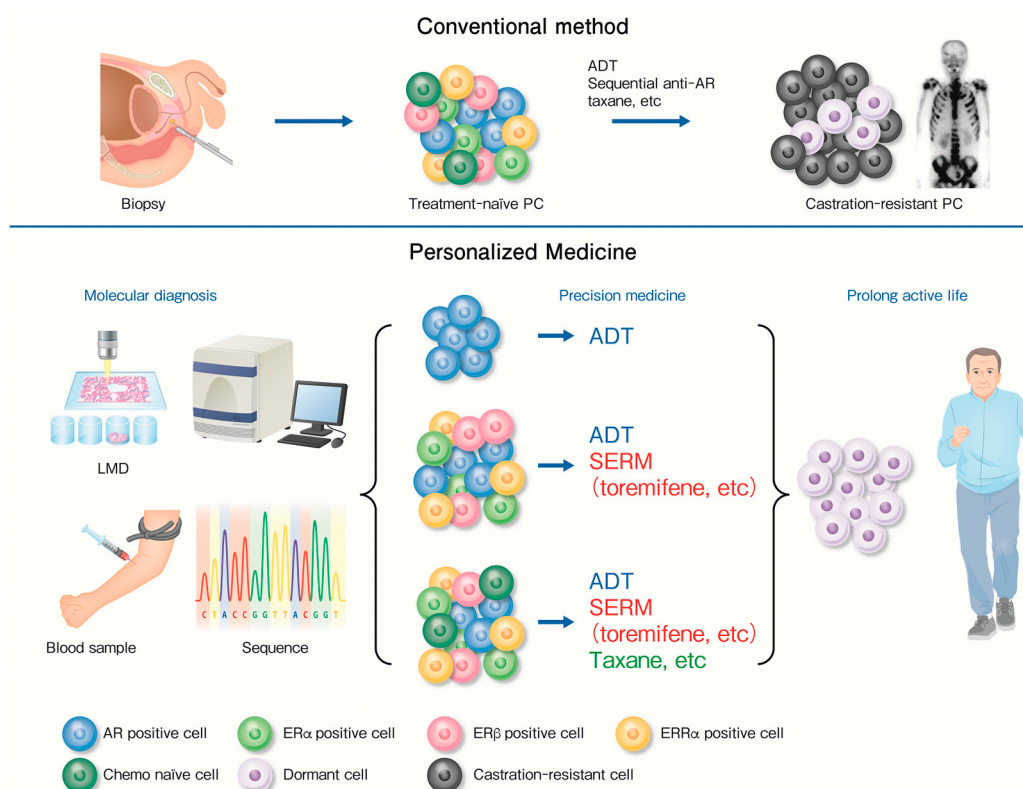 Conventional method
ADT
Sequential anti-AR
taxane, etc
Biopsy
Treatment-naïve PC
Castration-resistant PC
Personalized Medicine
Molecular diagnosis
Precision medicine
Prolong active life
ADT
LMD
ADT
SERM
(toremifene, etc)
C T A C C G G T T A C G G T
Blood sample
Sequence
ADT
SERM
(toremifene, etc)
Taxane, etc
AR positive cell
ERα positive cell
ERβ positive cell
ERRα positive cell
Chemo naïve cell
Dormant cell
Castration-resistant cell